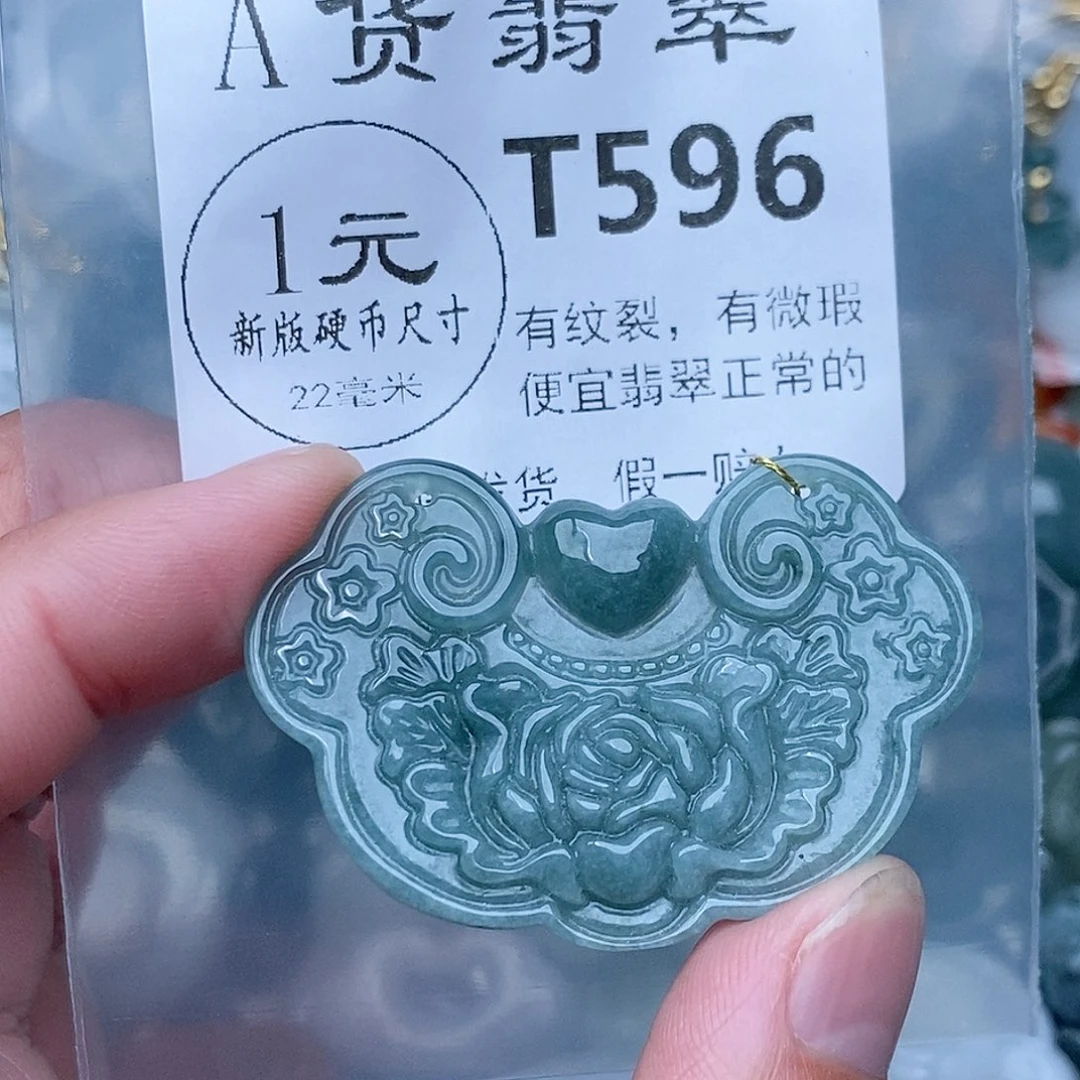 A货翡翠
T596
1元
新版硬币尺寸
22毫米
有纹裂，有微瑕
便宜翡翠正常的
发货 假一赔